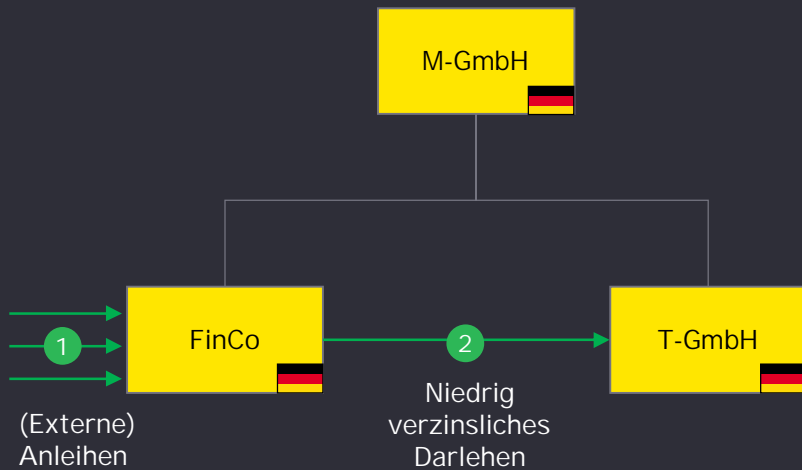 M-GmbH
FinCo
T-GmbH
1
2
(Externe)
Anleihen
Niedrig
verzinsliches
Darlehen